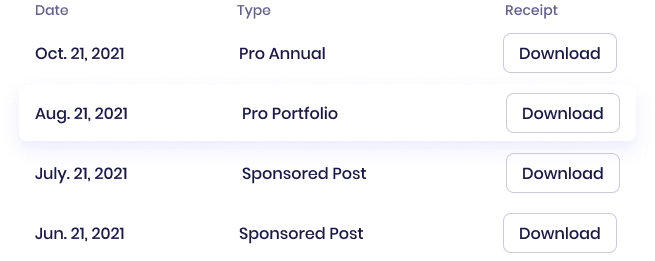 Date Type Receipt
Oct. 21, 2021 Pro Annual Download
Aug. 21, 2021 Pro Portfolio Download
July. 21, 2021 Sponsored Post Download
Jun. 21, 2021 Sponsored Post Download